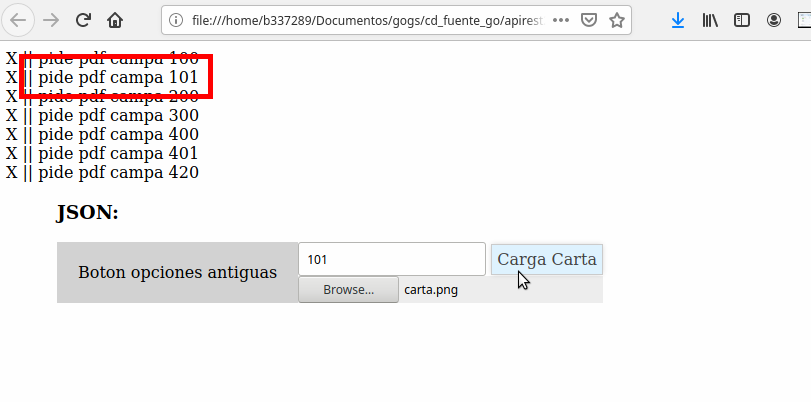 file:///home/b337289/Documentos/gogs/cd_fuente_go/apirest
X || pide pdf campa 100
X || pide pdf campa 101
X || pide pdf campa 200
X || pide pdf campa 300
X || pide pdf campa 400
X || pide pdf campa 401
X || pide pdf campa 420
JSON:
Boton opciones antiguas
101
Carga Carta
Browse...
carta.png